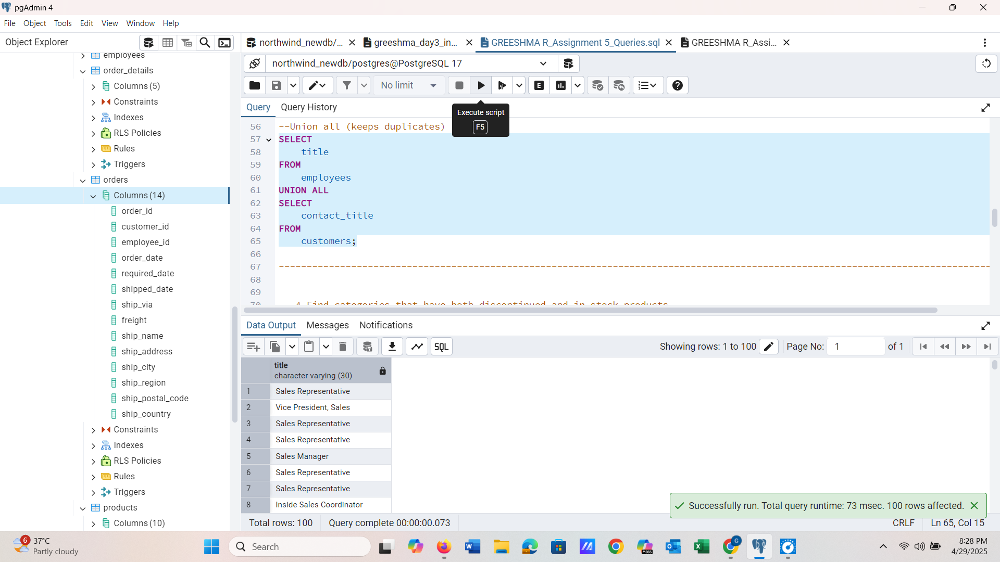 pgAdmin 4
File Object Tools Edit View Window Help
Object Explorer
northwind_newdb/...
greeshma_day3_in...
GREESHMA R_Assignment 5_Queries.sql
GREESHMA R_Assi...
employees
order_details
Columns (5)
Constraints
Indexes
RLS Policies
Rules
Triggers
orders
Columns (14)
order_id
customer_id
employee_id
order_date
required_date
shipped_date
ship_via
freight
ship_name
ship_address
ship_city
ship_region
ship_postal_code
ship_country
Constraints
Indexes
RLS Policies
Rules
Triggers
products
Columns (10)
northwind_newdb/postgres@PostgreSQL 17
No limit
E
Query Query History
Execute script
F5
56 --Union all (keeps duplicates)
57 SELECT
58 title
59 FROM
60 employees
61 UNION ALL
62 SELECT
63 contact_title
64 FROM
65 customers;
66
67 --------------------------------------------------------------------------------------------------------------------------------
68
69
70 4 Find categories that have both discontinued and in stock products
Data Output Messages Notifications
SQL
Showing rows: 1 to 100
Page No: 1 of 1
title
character varying (30)
1 Sales Representative
2 Vice President, Sales
3 Sales Representative
4 Sales Representative
5 Sales Manager
6 Sales Representative
7 Sales Representative
8 Inside Sales Coordinator
Successfully run. Total query runtime: 73 msec. 100 rows affected.
Total rows: 100 Query complete 00:00:00.073 CRLF Ln 65, Col 15
6
37°C
Partly cloudy
Search
M365
G
8:28 PM
4/29/2025